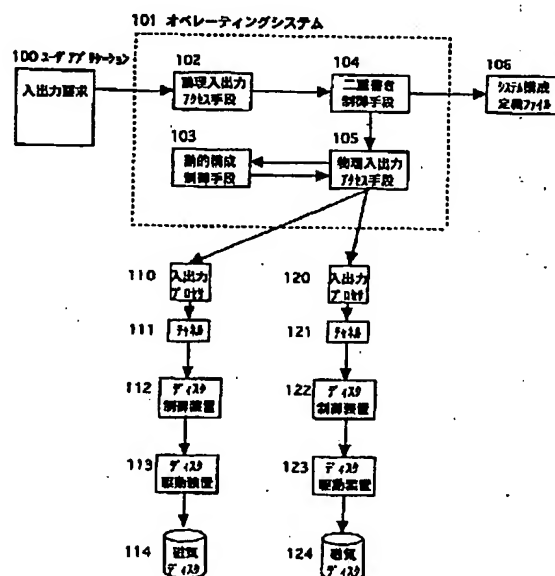 101 オペレーティングシステム
100 ユーザアプリケーション
入出力要求
102
論理入出力
アクセス手段
104
二重書き
制御手段
106
システム構成
定義ファイル
103
動的構成
制御手段
105
物理入出力
アクセス手段
110
入出力
プロセサ
120
入出力
プロセサ
111
チャネル
121
チャネル
112
ディスク
制御装置
122
ディスク
制御装置
113
ディスク
駆動装置
123
ディスク
駆動装置
114
磁気
ディスク
124
磁気
ディスク